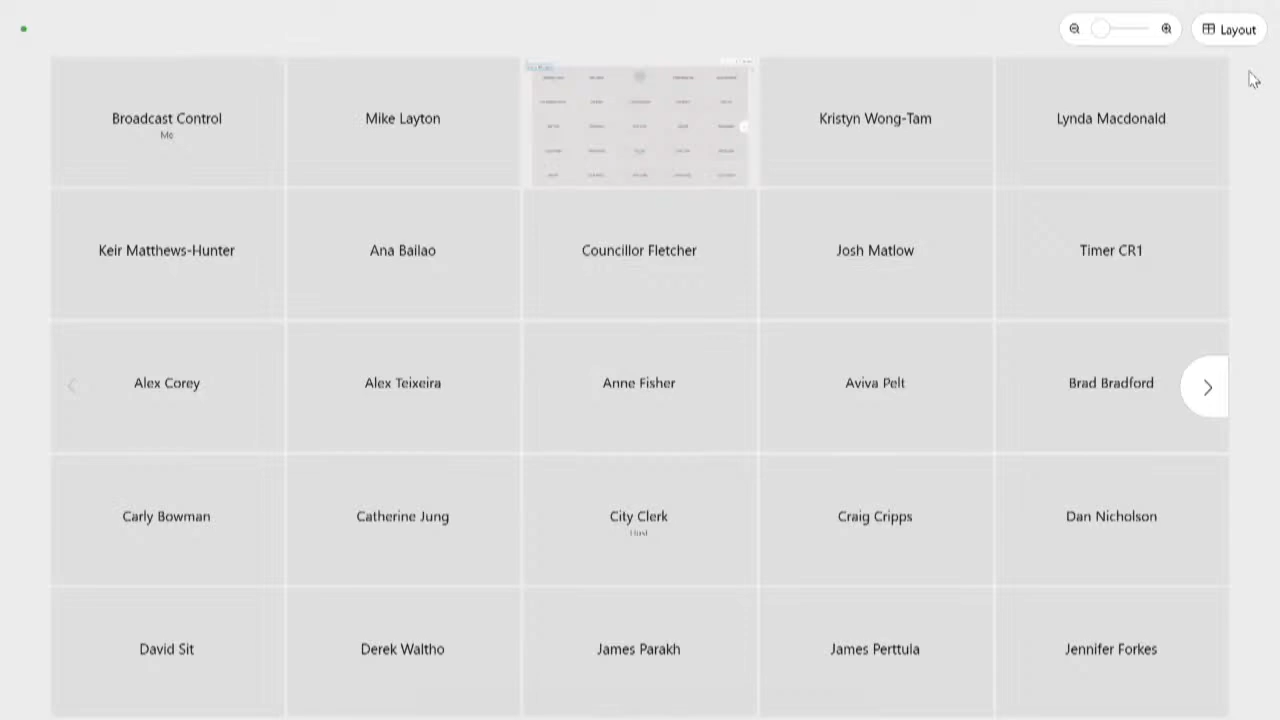 Layout
Broadcast Control
Me
Mike Layton
Kristyn Wong-Tam
Lynda Macdonald
Keir Matthews-Hunter
Ana Bailao
Councillor Fletcher
Josh Matlow
Timer CR1
Alex Corey
Alex Teixeira
Anne Fisher
Aviva Pelt
Brad Bradford
Carly Bowman
Catherine Jung
City Clerk
Host
Craig Cripps
Dan Nicholson
David Sit
Derek Waltho
James Parakh
James Perttula
Jennifer Forkes